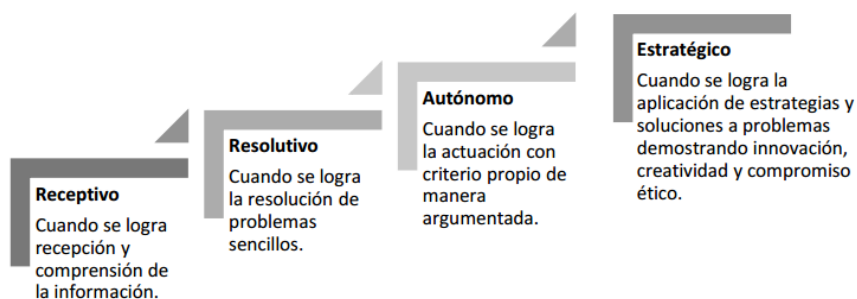 Receptivo
Cuando se logra
recepción y
comprensión de
la información.
Resolutivo
Cuando se logra
la resolución de
problemas
sencillos.
Autónomo
Cuando se logra
la actuación con
criterio propio de
manera
argumentada.
Estratégico
Cuando se logra la
aplicación de estrategias y
soluciones a problemas
demostrando innovación,
creatividad y compromiso
ético.